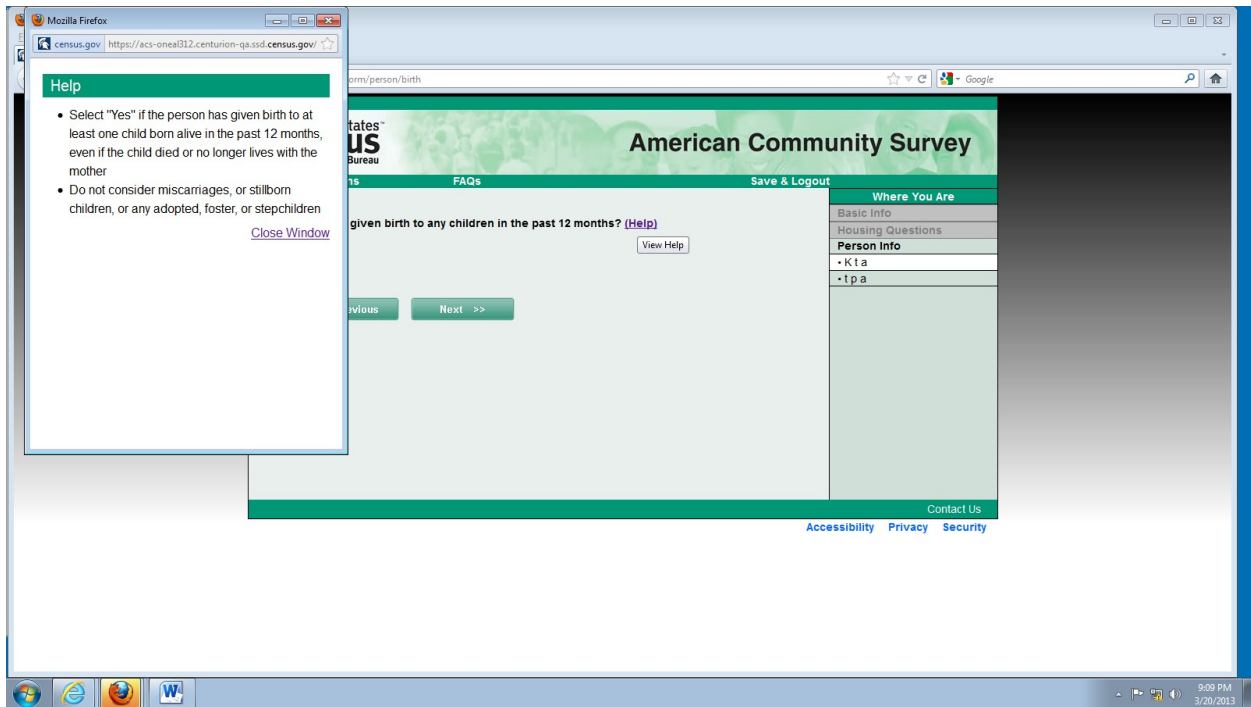 Mozilla Firefox
census.gov https://acs-oneal312.centurion-qa.ssd.census.gov/
Help
• Select "Yes" if the person has given birth to at
least one child born alive in the past 12 months,
even if the child died or no longer lives with the
mother
• Do not consider miscarriages, or stillborn
children, or any adopted, foster, or stepchildren
Close Window
orm/person/birth
Google
tates™
us
Bureau
American Community Survey
ns FAQs Save & Logout
given birth to any children in the past 12 months? (Help)
View Help
evious Next >>
Where You Are
Basic Info
Housing Questions
Person Info
• K t a
• t p a
Contact Us
Accessibility Privacy Security
W
9:09 PM
3/20/2013